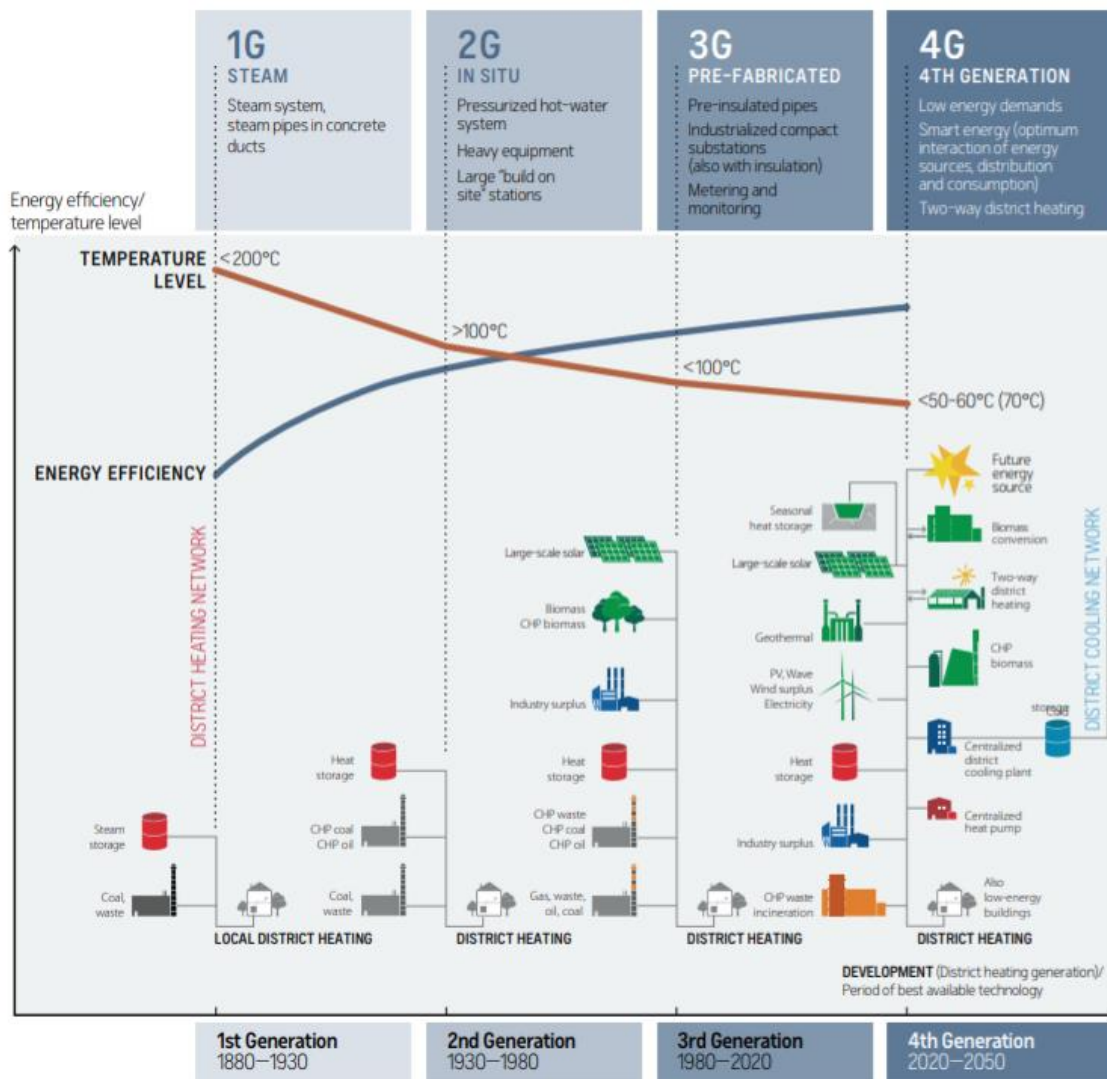 1G
STEAM
Steam system,
steam pipes in concrete
ducts
2G
IN SITU
Pressurized hot-water
system
Heavy equipment
Large "build on
site" stations
3G
PRE-FABRICATED
Pre-insulated pipes
Industrialized compact
substations
(also with insulation)
Metering and
monitoring
4G
4TH GENERATION
Low energy demands
Smart energy (optimum
interaction of energy
sources, distribution
and consumption)
Two-way district heating
Energy efficiency/
temperature level
TEMPERATURE
LEVEL
<200°C
>100°C
<100°C
<50-60°C (70°C)
ENERGY EFFICIENCY
DISTRICT HEATING NETWORK
Steam
storage
Coal,
waste
LOCAL DISTRICT HEATING
Heat
storage
CHP coal
CHP oil
Coal,
waste
DISTRICT HEATING
Large-scale solar
Biomass
CHP biomass
Industry surplus
Heat
storage
CHP waste
CHP coal
CHP oil
Gas, waste,
oil, coal
DISTRICT HEATING
Seasonal
heat storage
Large-scale solar
Geothermal
PV, Wave
Wind surplus
Electricity
Heat
storage
Industry surplus
CHP waste
incineration
Future
energy
source
Biomass
conversion
Two-way
district
heating
CHP
biomass
Centralized
district
cooling plant
storage
Cold
Centralized
heat pump
Also
low-energy
buildings
DISTRICT HEATING
DISTRICT COOLING NETWORK
DEVELOPMENT (District heating generation)/
Period of best available technology
1st Generation
1880—1930
2nd Generation
1930—1980
3rd Generation
1980—2020
4th Generation
2020—2050